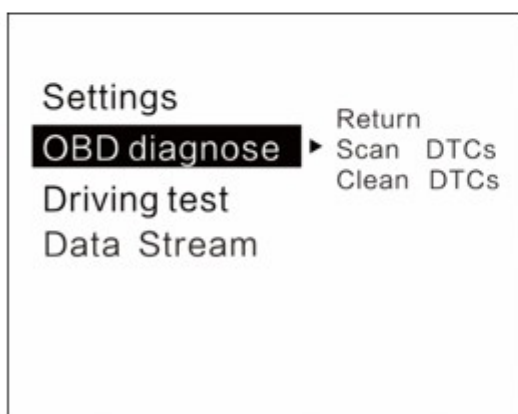 Settings
OBD diagnose
Driving test
Data Stream
Return
Scan DTCs
Clean DTCs